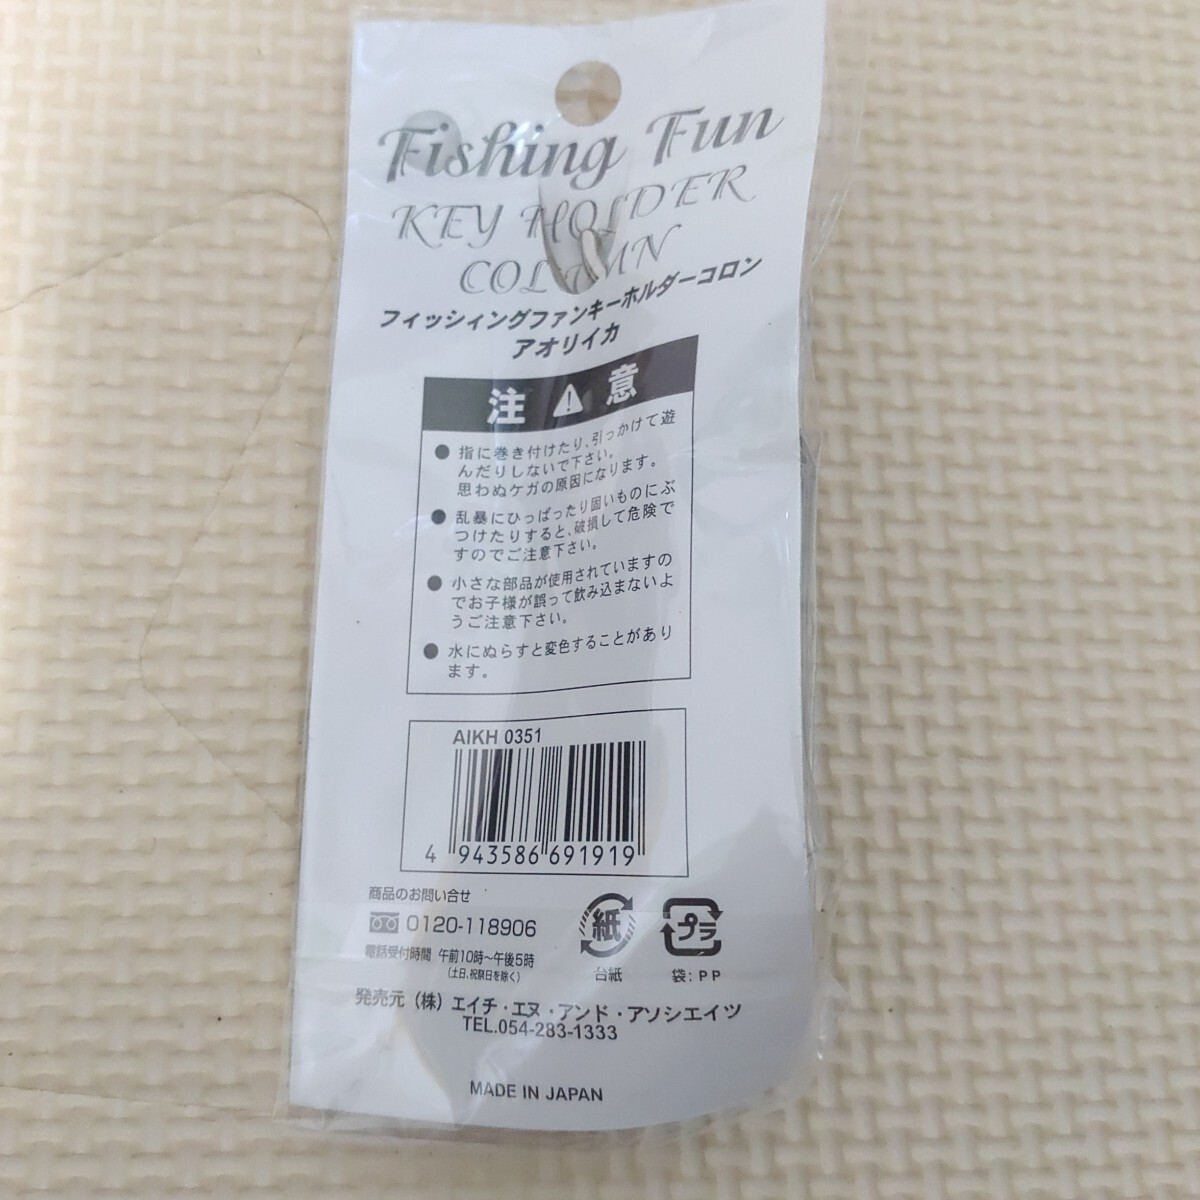 Fishing Fun
KEY HOLDER
COLUMN
フィッシィングファンキーホルダーコロン
アオリイカ
注 意
● 指に巻き付けたり、引っかけて遊
んだりしないで下さい。
思わぬケガの原因になります。
● 乱暴にひっぱったり固いものにぶ
つけたりすると、破損して危険で
すのでご注意下さい。
● 小さな部品が使用されていますの
でお子様が誤って飲み込まないよ
うご注意下さい。
● 水にぬらすと変色することがあり
ます。
AIKH 0351
4 943586 691919
商品のお問い合せ
0120-118906
電話受付時間 午前10時〜午後5時
(土日、祝祭日を除く)
紙
台紙
プラ
袋:PP
発売元(株)エイチ・エヌ・アンド・アソシエイツ
TEL.054-283-1333
MADE IN JAPAN